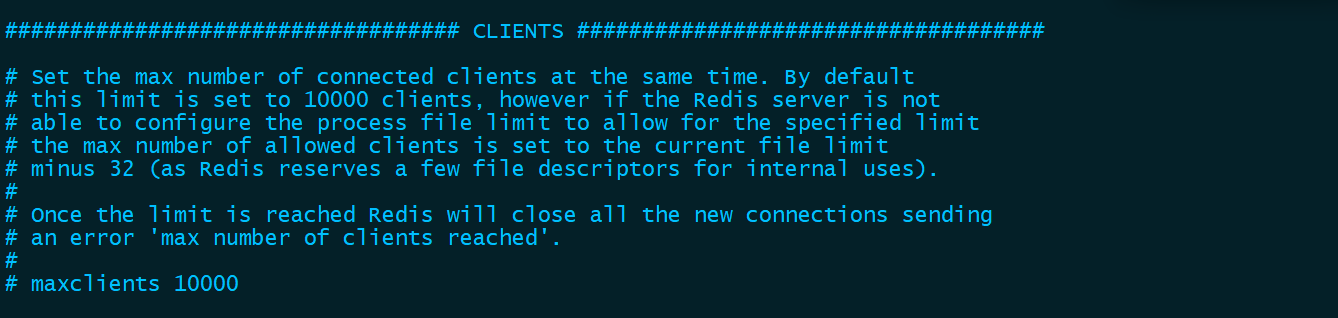 ################################### CLIENTS ####################################
# Set the max number of connected clients at the same time. By default
# this limit is set to 10000 clients, however if the Redis server is not
# able to configure the process file limit to allow for the specified limit
# the max number of allowed clients is set to the current file limit
# minus 32 (as Redis reserves a few file descriptors for internal uses).
#
# Once the limit is reached Redis will close all the new connections sending
# an error 'max number of clients reached'.
#
# maxclients 10000